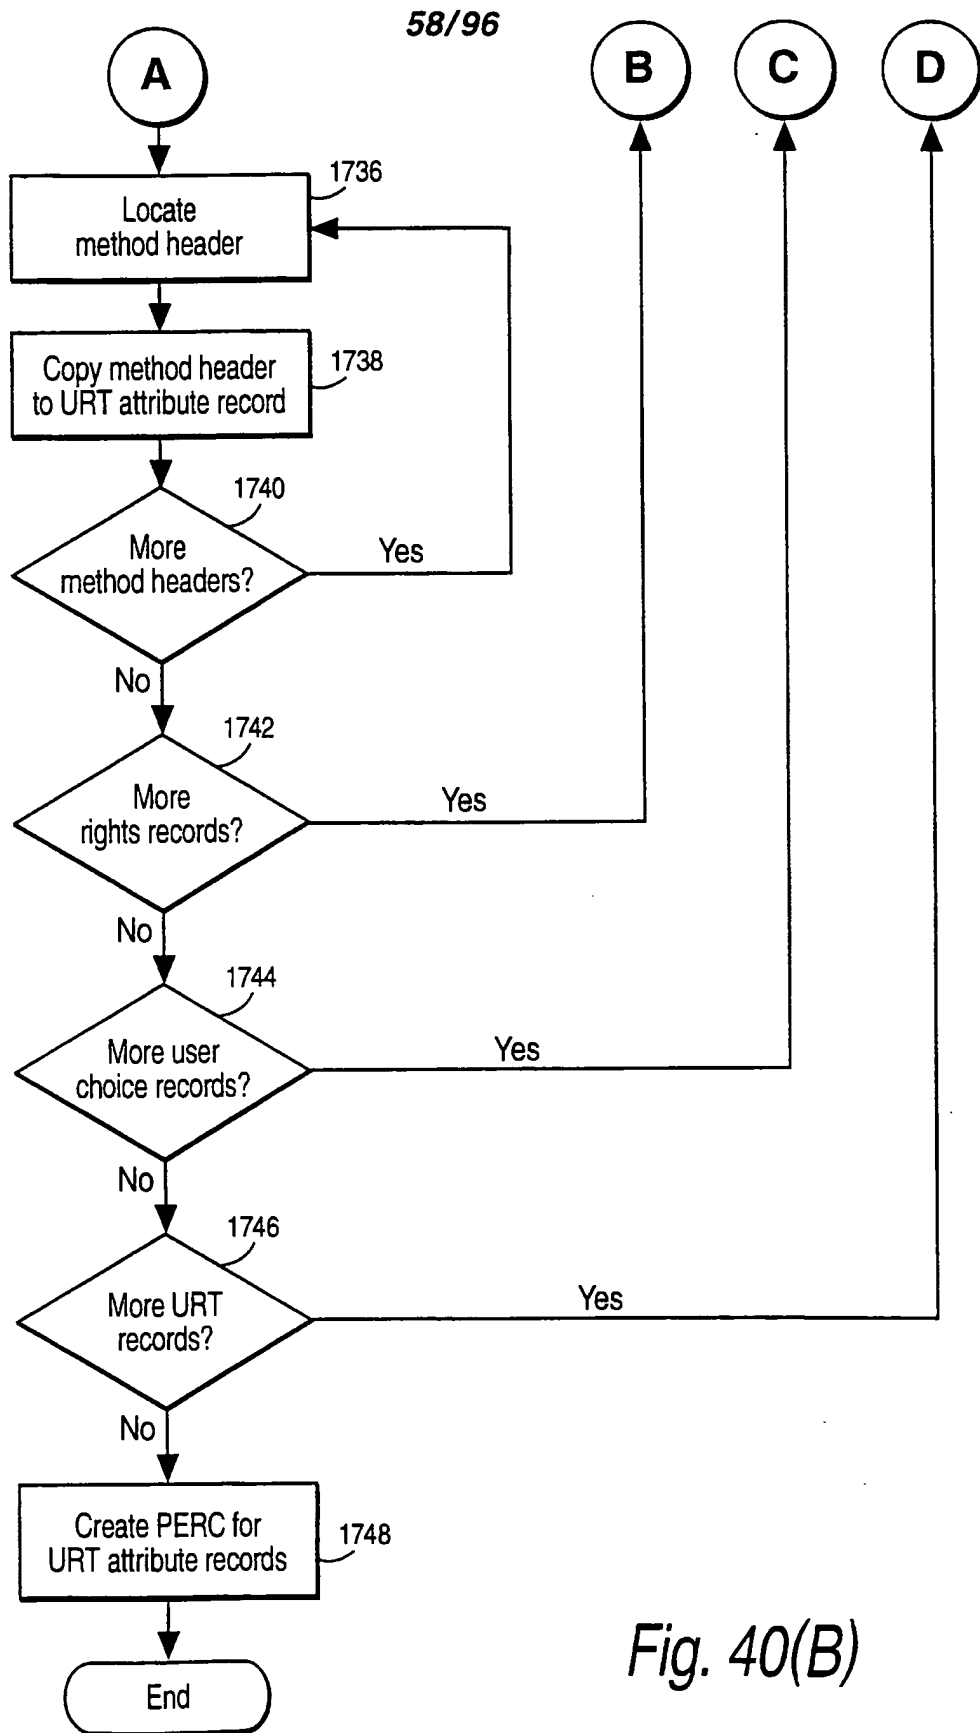 58/96
A
B
C
D
1736
Locate
method header
1738
Copy method header
to URT attribute record
1740
More
method headers?
Yes
No
1742
More
rights records?
Yes
No
1744
More user
choice records?
Yes
No
1746
More URT
records?
Yes
No
Create PERC for
URT attribute records
1748
End
Fig. 40(B)